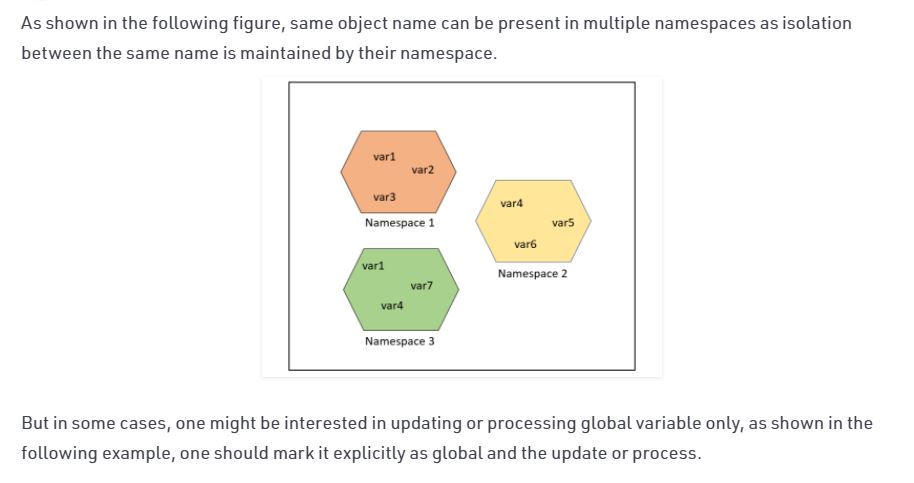 As shown in the following figure, same object name can be present in multiple namespaces as isolation
between the same name is maintained by their namespace.
var1
var2
var3
Namespace 1
var4
var5
var6
Namespace 2
var1
var7
var4
Namespace 3
But in some cases, one might be interested in updating or processing global variable only, as shown in the
following example, one should mark it explicitly as global and the update or process.